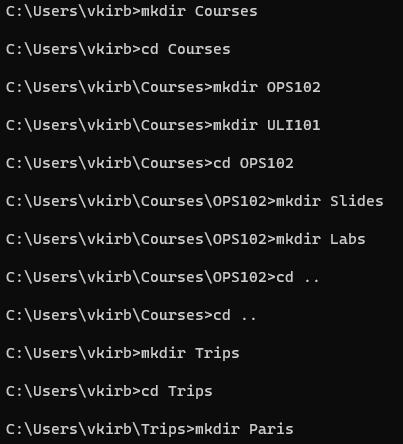 C:\Users\vkirb>mkdir Courses
C:\Users\vkirb>cd Courses
C:\Users\vkirb\Courses>mkdir OPS102
C:\Users\vkirb\Courses>mkdir ULI101
C:\Users\vkirb\Courses>cd OPS102
C:\Users\vkirb\Courses\OPS102>mkdir Slides
C:\Users\vkirb\Courses\OPS102>mkdir Labs
C:\Users\vkirb\Courses\OPS102>cd ..
C:\Users\vkirb\Courses>cd ..
C:\Users\vkirb>mkdir Trips
C:\Users\vkirb>cd Trips
C:\Users\vkirb\Trips>mkdir Paris